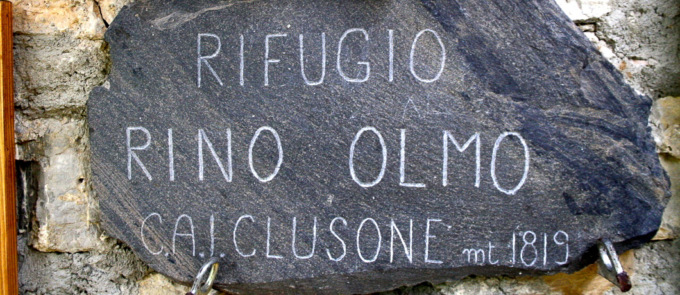 RIFUGIO
RINO OLMO
C.A.I. CLUSONE mt 1819